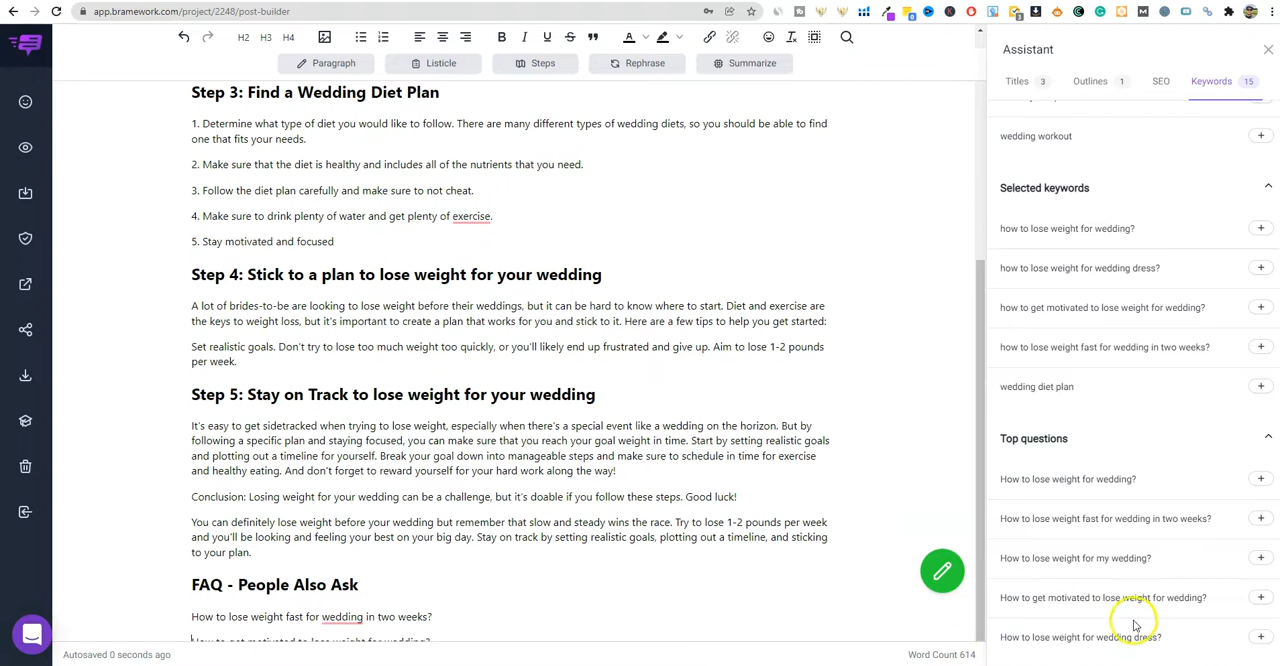 app.bramework.com/project/2248/post-builder
H2 H3 H4 B I U S A
Paragraph Listicle Steps Rephrase Summarize
Step 3: Find a Wedding Diet Plan
1. Determine what type of diet you would like to follow. There are many different types of wedding diets, so you should be able to find
one that fits your needs.
2. Make sure that the diet is healthy and includes all of the nutrients that you need.
3. Follow the diet plan carefully and make sure to not cheat.
4. Make sure to drink plenty of water and get plenty of exercise.
5. Stay motivated and focused
Step 4: Stick to a plan to lose weight for your wedding
A lot of brides-to-be are looking to lose weight before their weddings, but it can be hard to know where to start. Diet and exercise are
the keys to weight loss, but it's important to create a plan that works for you and stick to it. Here are a few tips to help you get started:
Set realistic goals. Don't try to lose too much weight too quickly, or you'll likely end up frustrated and give up. Aim to lose 1-2 pounds
per week.
Step 5: Stay on Track to lose weight for your wedding
It's easy to get sidetracked when trying to lose weight, especially when there's a special event like a wedding on the horizon. But by
following a specific plan and staying focused, you can make sure that you reach your goal weight in time. Start by setting realistic goals
and plotting out a timeline for yourself. Break your goal down into manageable steps and make sure to schedule in time for exercise
and healthy eating. And don't forget to reward yourself for your hard work along the way!
Conclusion: Losing weight for your wedding can be a challenge, but it's doable if you follow these steps. Good luck!
You can definitely lose weight before your wedding but remember that slow and steady wins the race. Try to lose 1-2 pounds per week
and you'll be looking and feeling your best on your big day. Stay on track by setting realistic goals, plotting out a timeline, and sticking
to your plan.
FAQ - People Also Ask
How to lose weight fast for wedding in two weeks?
How to get motivated to lose weight for wedding?
Autosaved 0 seconds ago
Word Count 614
Assistant
Titles 3 Outlines 1 SEO Keywords 15
wedding workout
Selected keywords
how to lose weight for wedding?
how to lose weight for wedding dress?
how to get motivated to lose weight for wedding?
how to lose weight fast for wedding in two weeks?
wedding diet plan
Top questions
How to lose weight for wedding?
How to lose weight fast for wedding in two weeks?
How to lose weight for my wedding?
How to get motivated to lose weight for wedding?
How to lose weight for wedding dress?